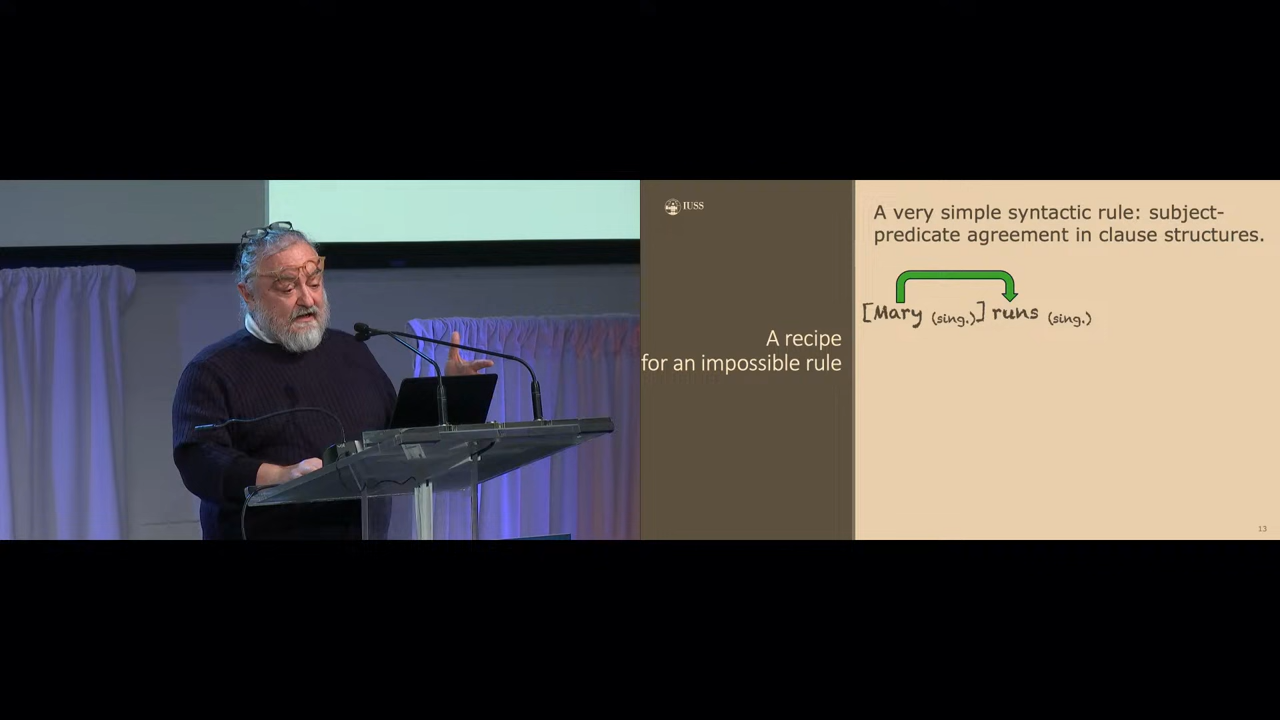 IUSS
A recipe
for an impossible rule
A very simple syntactic rule: subject-
predicate agreement in clause structures.
[Mary (sing.)] runs (sing.)
13